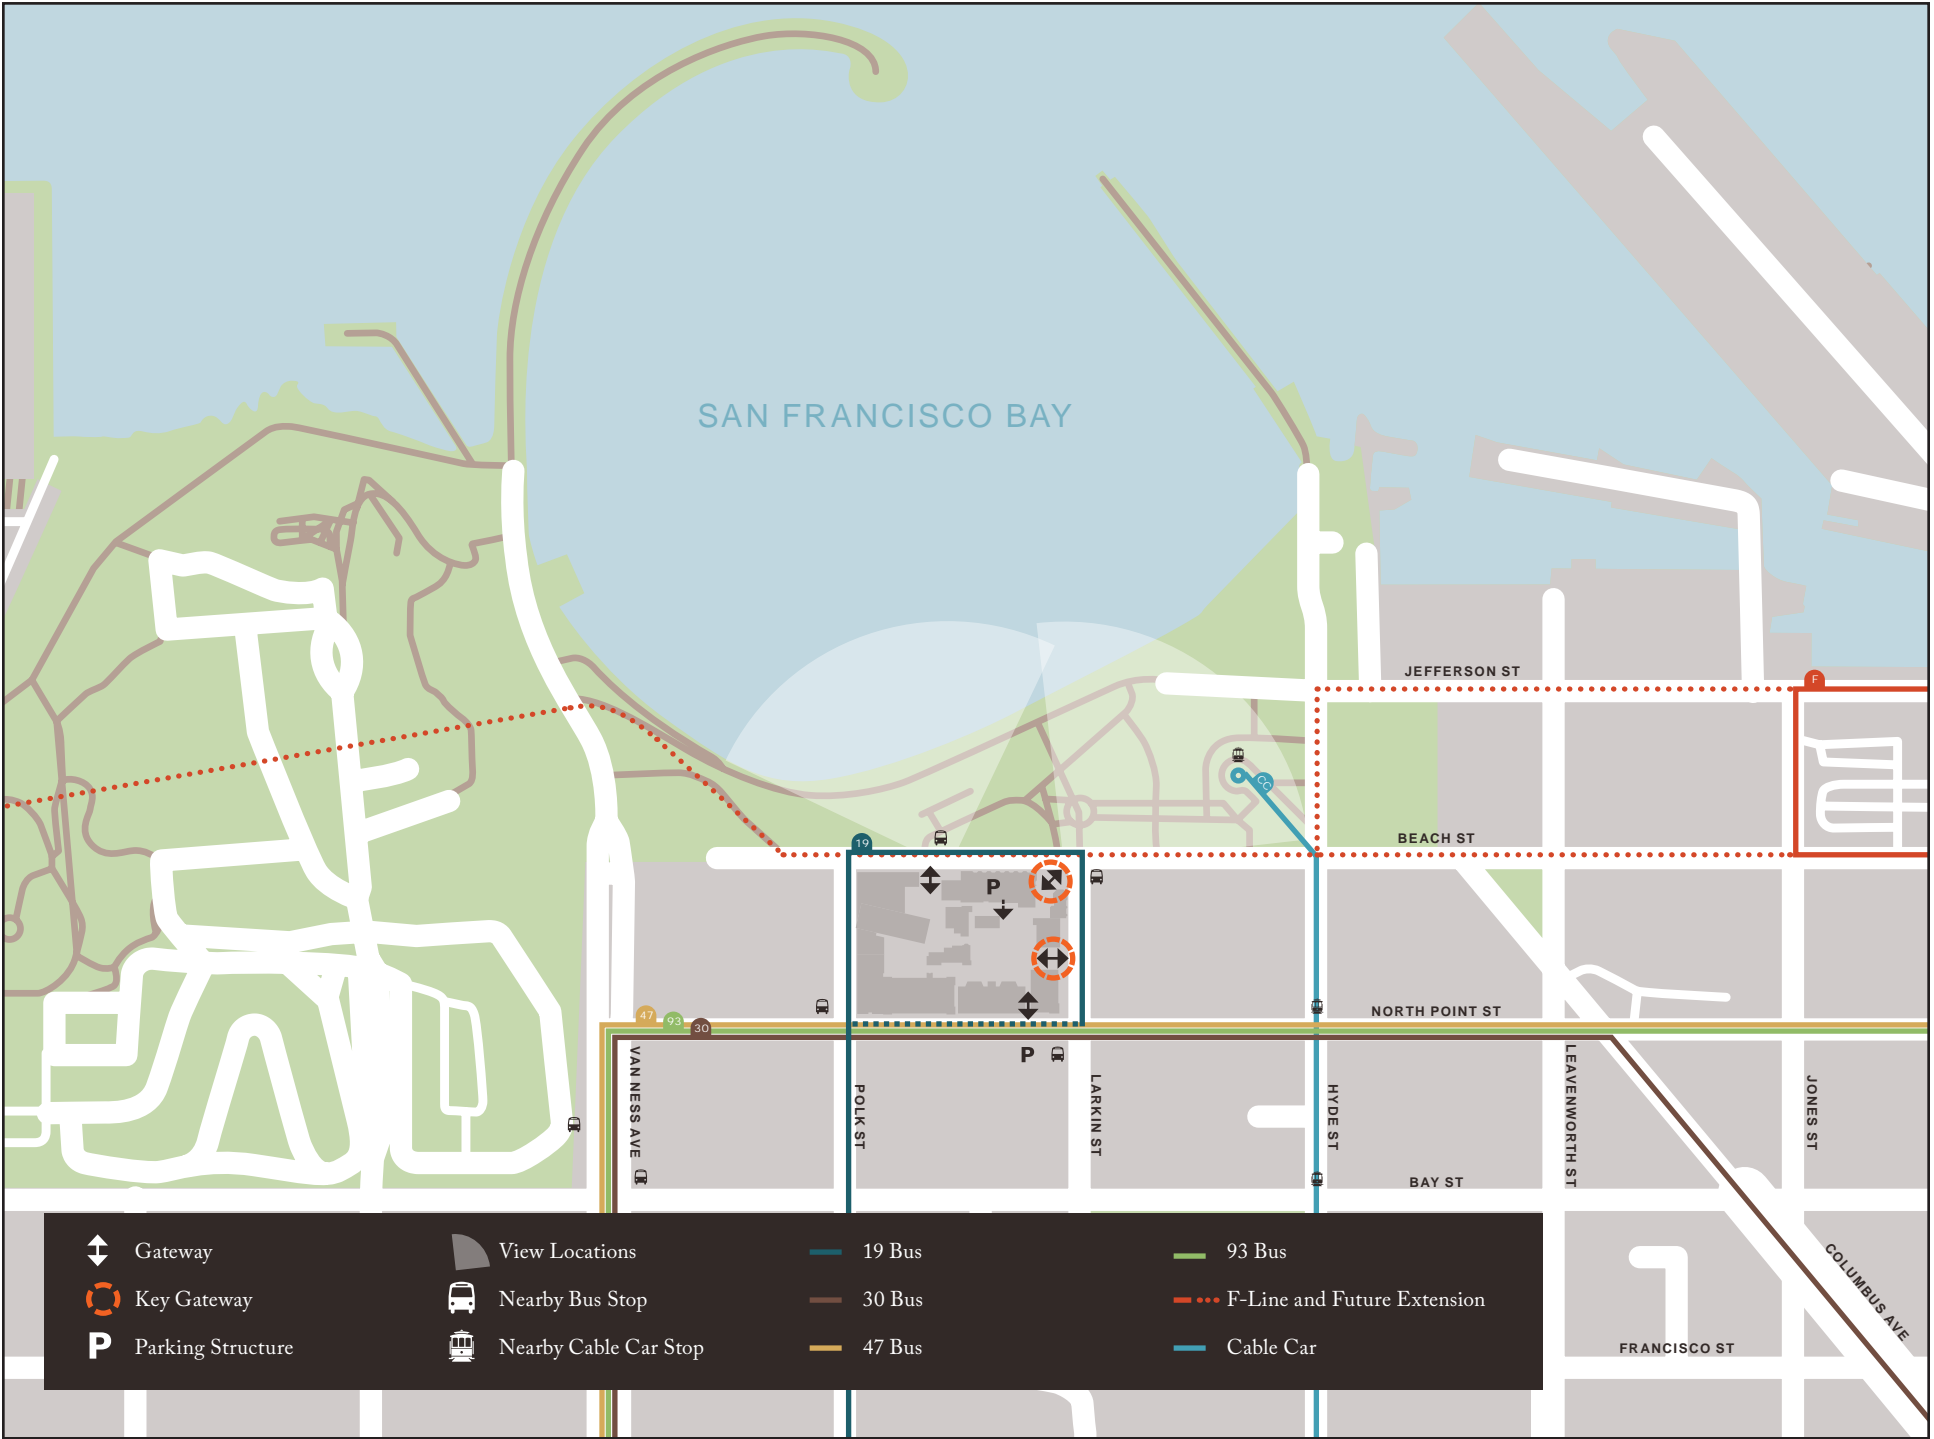 SAN FRANCISCO BAY
JEFFERSON ST
F
CC
BEACH ST
19
P
NORTH POINT ST
47
93
30
P
VAN NESS AVE
POLK ST
LARKIN ST
HYDE ST
LEAVENWORTH ST
JONES ST
BAY ST
COLUMBUS AVE
FRANCISCO ST
Gateway
Key Gateway
P Parking Structure
View Locations
Nearby Bus Stop
Nearby Cable Car Stop
19 Bus
30 Bus
47 Bus
93 Bus
F-Line and Future Extension
Cable Car